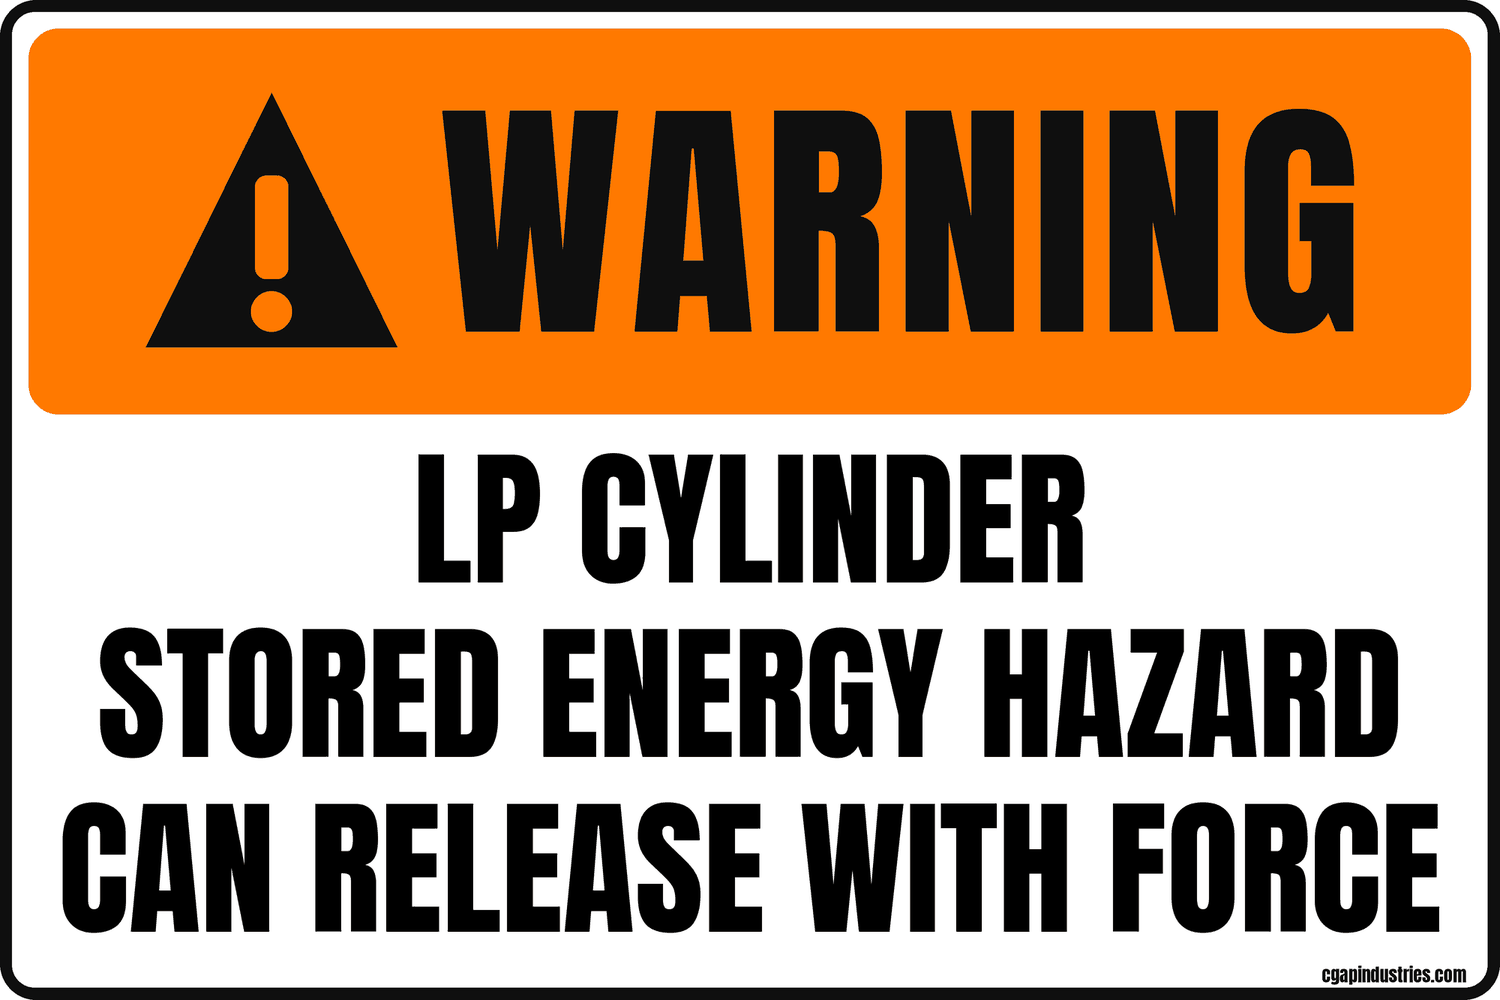 WARNING
LP CYLINDER
STORED ENERGY HAZARD
CAN RELEASE WITH FORCE
cgapindustries.com